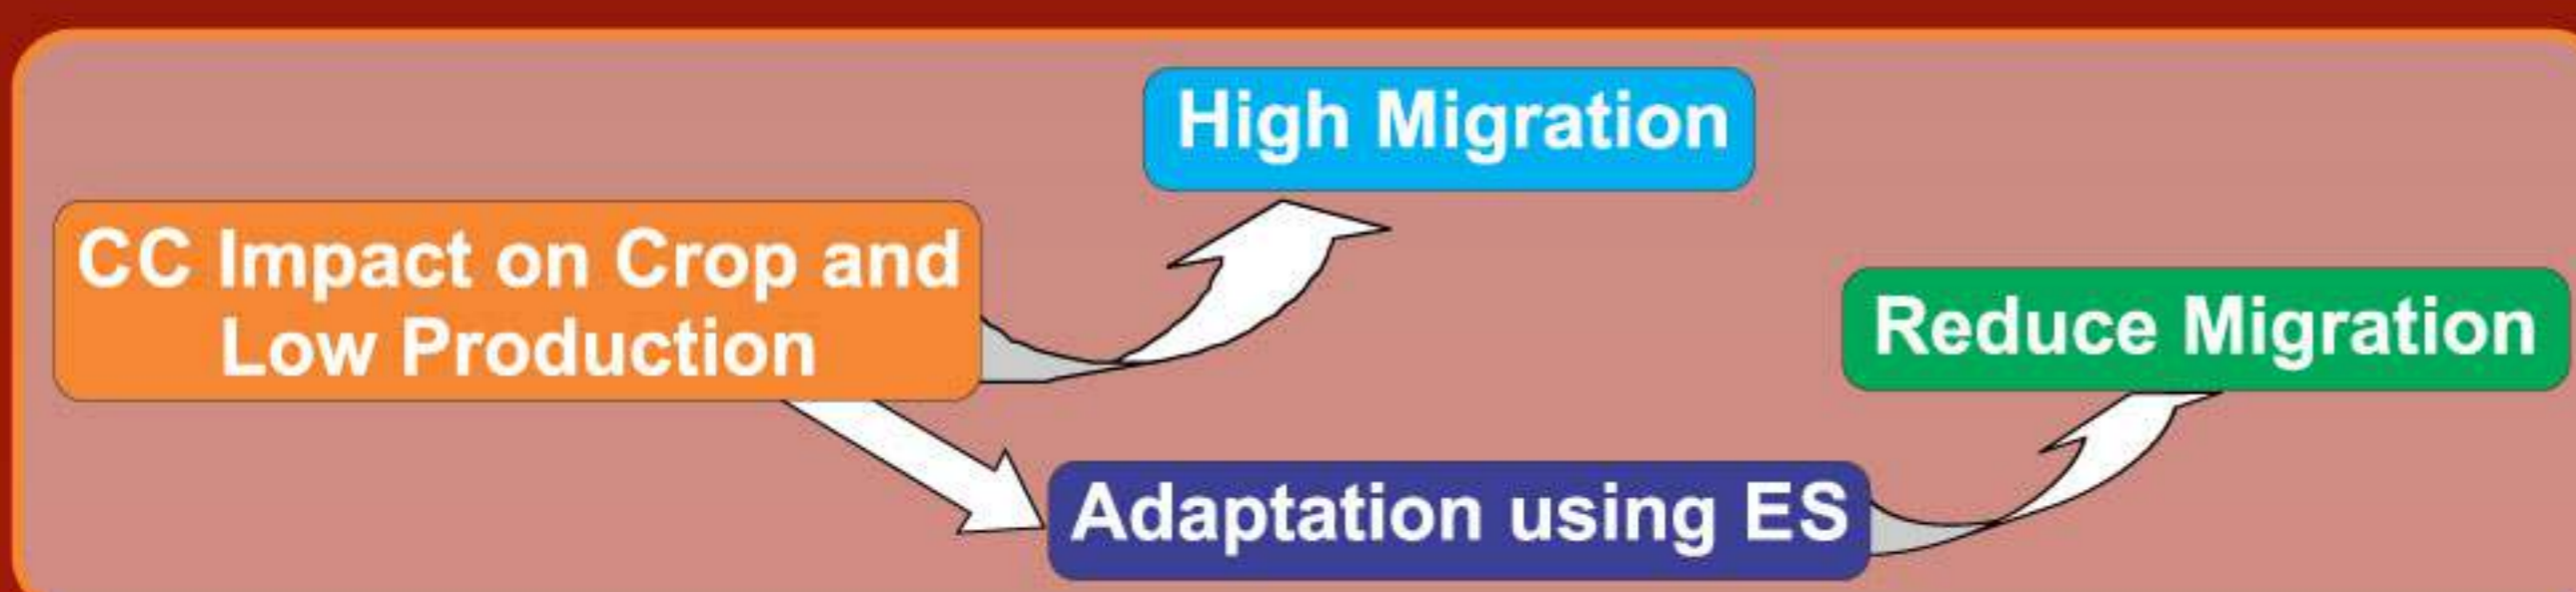 High Migration
CC Impact on Crop and
Low Production
Reduce Migration
Adaptation using ES